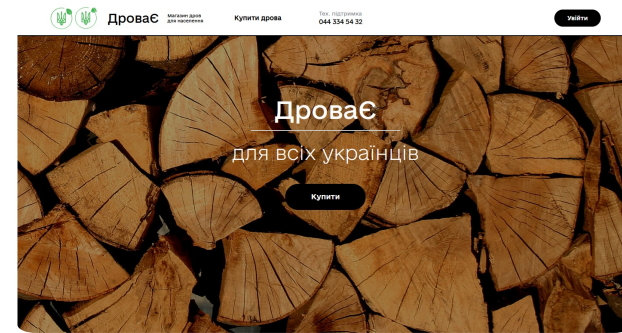 ДроваЄ
Магазин дров
для населення
Купити дрова
Тех. підтримка
044 334 54 32
Увійти
ДроваЄ
для всіх українців
Купити